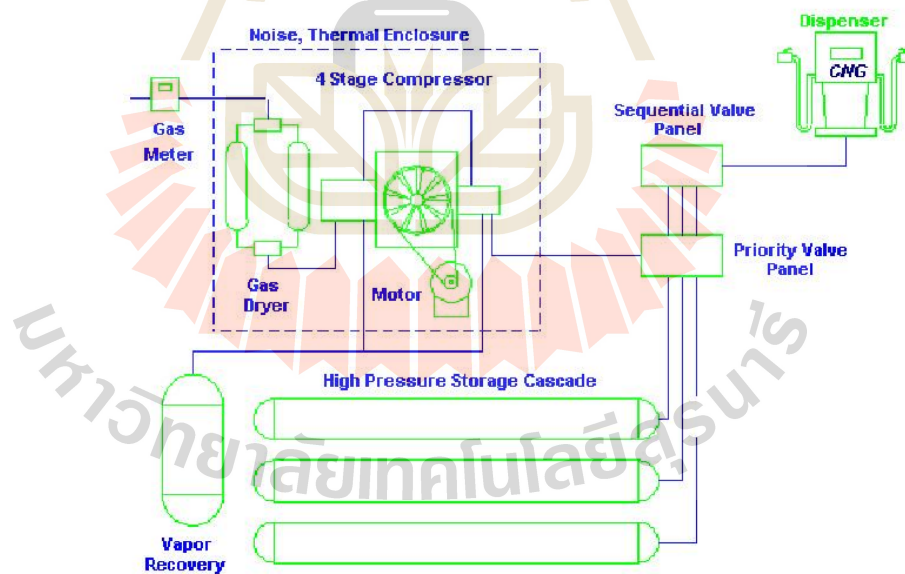 Dispenser
Noise, Thermal Enclosure
CNG
4 Stage Compressor
Sequential Valve
Panel
Gas
Meter
Priority Valve
Panel
Gas
Dryer
Motor
High Pressure Storage Cascade
Vapor
Recovery
มหาวิทยาลัยเทคโนโลยีสุรนารี